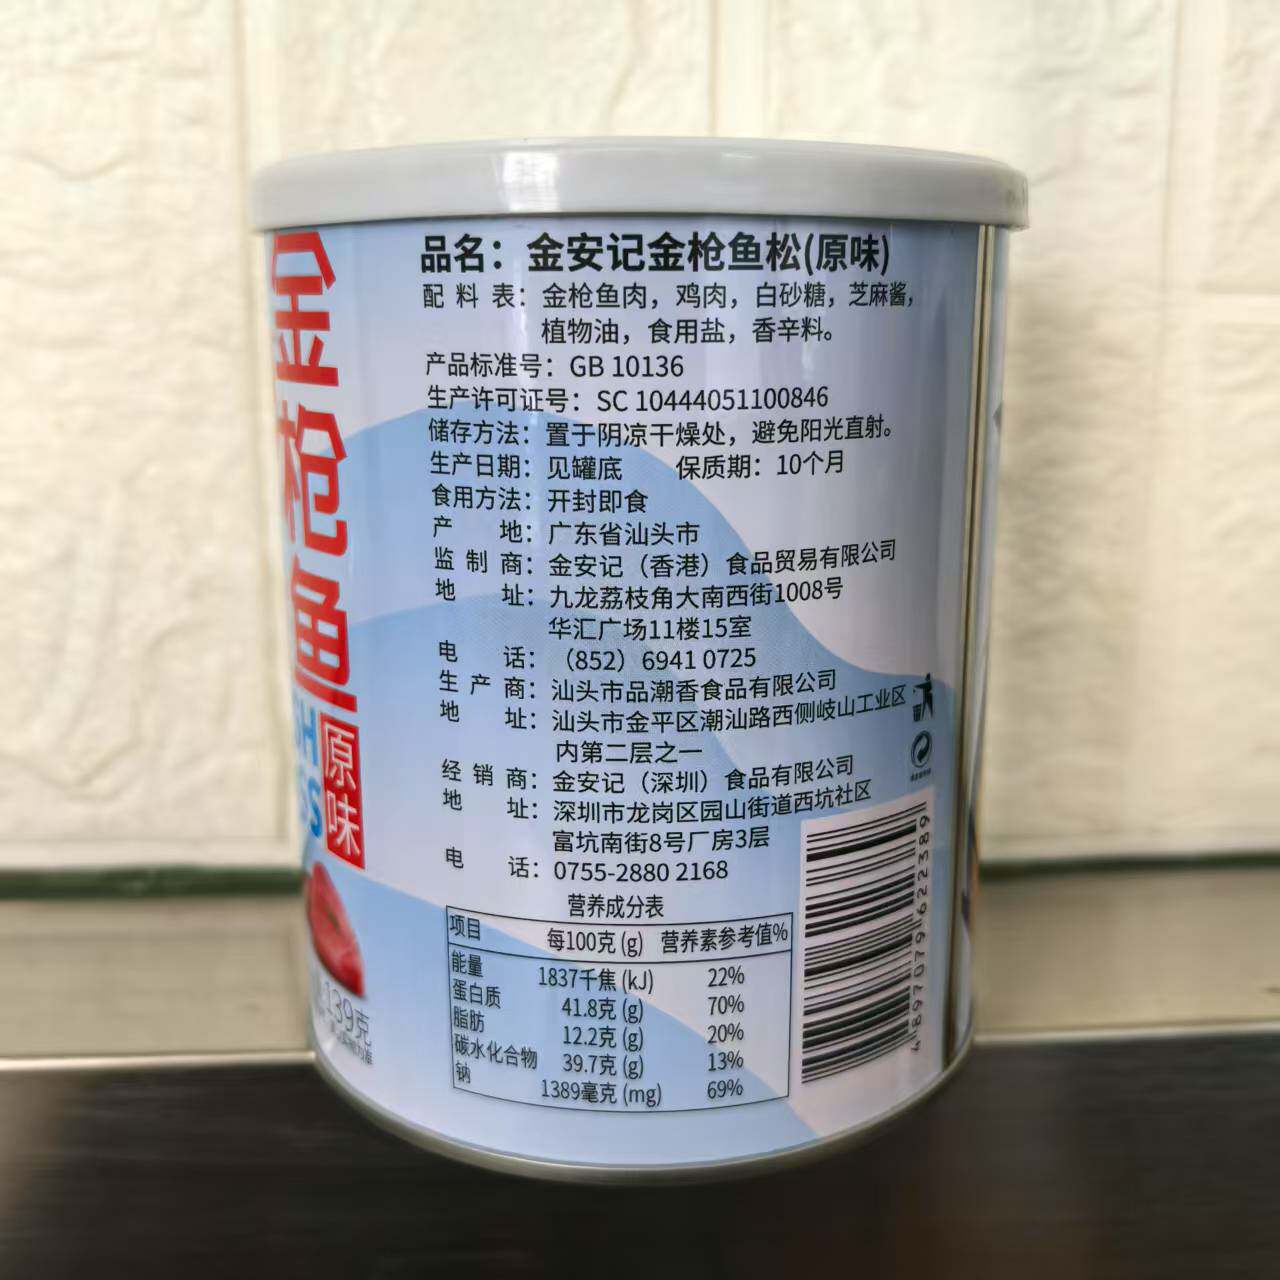 金枪鱼
原味
139克
品名：金安记金枪鱼松(原味)
配料表：金枪鱼肉，鸡肉，白砂糖，芝麻酱，
植物油，食用盐，香辛料。
产品标准号：GB 10136
生产许可证号：SC 10444051100846
储存方法：置于阴凉干燥处，避免阳光直射。
生产日期：见罐底 保质期：10个月
食用方法：开封即食
产 地：广东省汕头市
监制商：金安记（香港）食品贸易有限公司
地 址：九龙荔枝角大南西街1008号
华汇广场11楼15室
电 话：（852）6941 0725
生产商：汕头市品潮香食品有限公司
地 址：汕头市金平区潮汕路西侧岐山工业区
内第二层之一
经销商：金安记（深圳）食品有限公司
地 址：深圳市龙岗区园山街道西坑社区
富坑南街8号厂房3层
电 话：0755-2880 2168
营养成分表
项目 每100克 (g) 营养素参考值%
能量 1837千焦 (kJ) 22%
蛋白质 41.8克 (g) 70%
脂肪 12.2克 (g) 20%
碳水化合物 39.7克 (g) 13%
钠 1389毫克 (mg) 69%
4 897079 622389